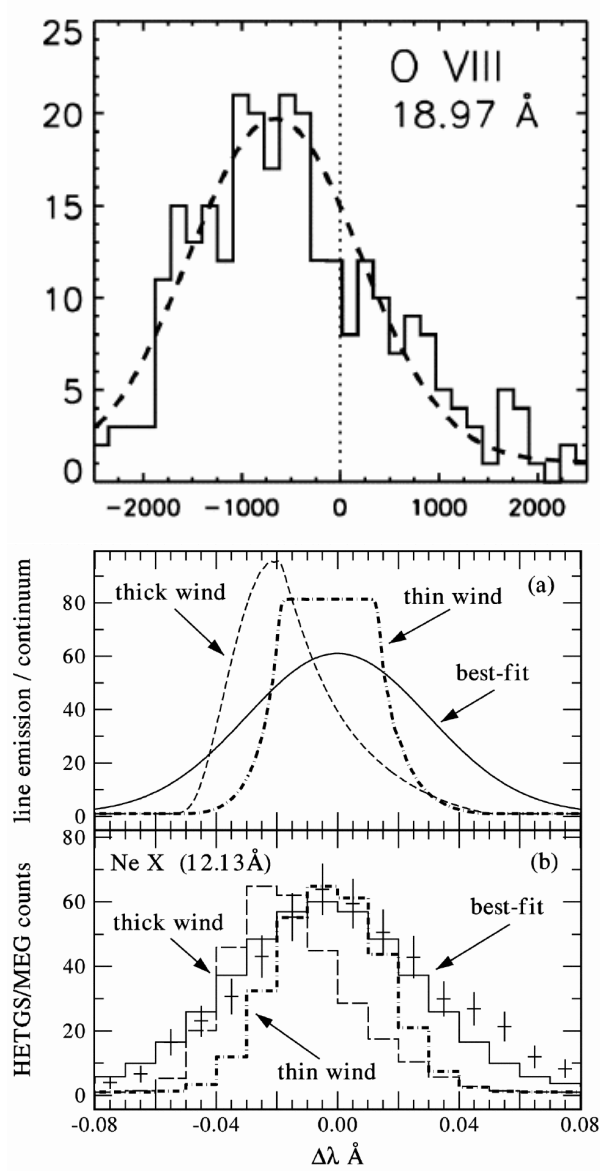 25
O VIII
20
18.97 Å
15
10
5
0
-2000 -1000 0 1000 2000
(a)
thick wind
thin wind
80
60
best-fit
40
20
0
line emission / continuum
80
Ne X (12.13Å)
(b)
60
thick wind
best-fit
40
20
thin wind
0
HETGS/MEG counts
-0.08 -0.04 0.00 0.04 0.08
Δλ Å